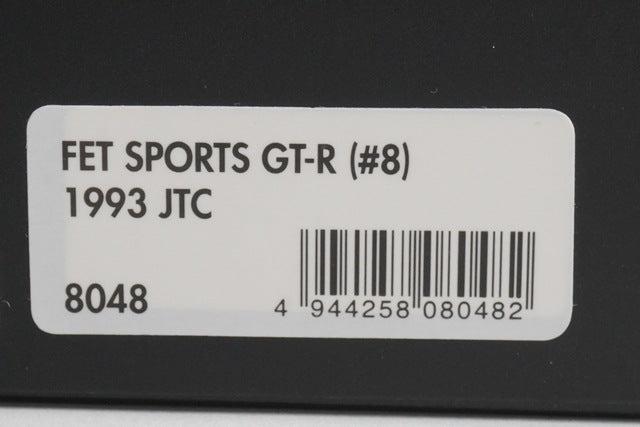 FET SPORTS GT-R (#8)
1993 JTC
8048
4 944258 080482